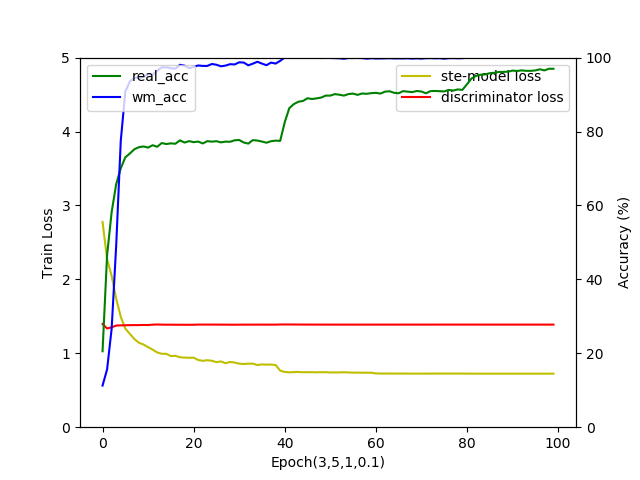 real_acc
wm_acc
ste-model loss
discriminator loss
Train Loss
Accuracy (%)
5
4
3
2
1
0
100
80
60
40
20
0
0 20 40 60 80 100
Epoch(3,5,1,0.1)